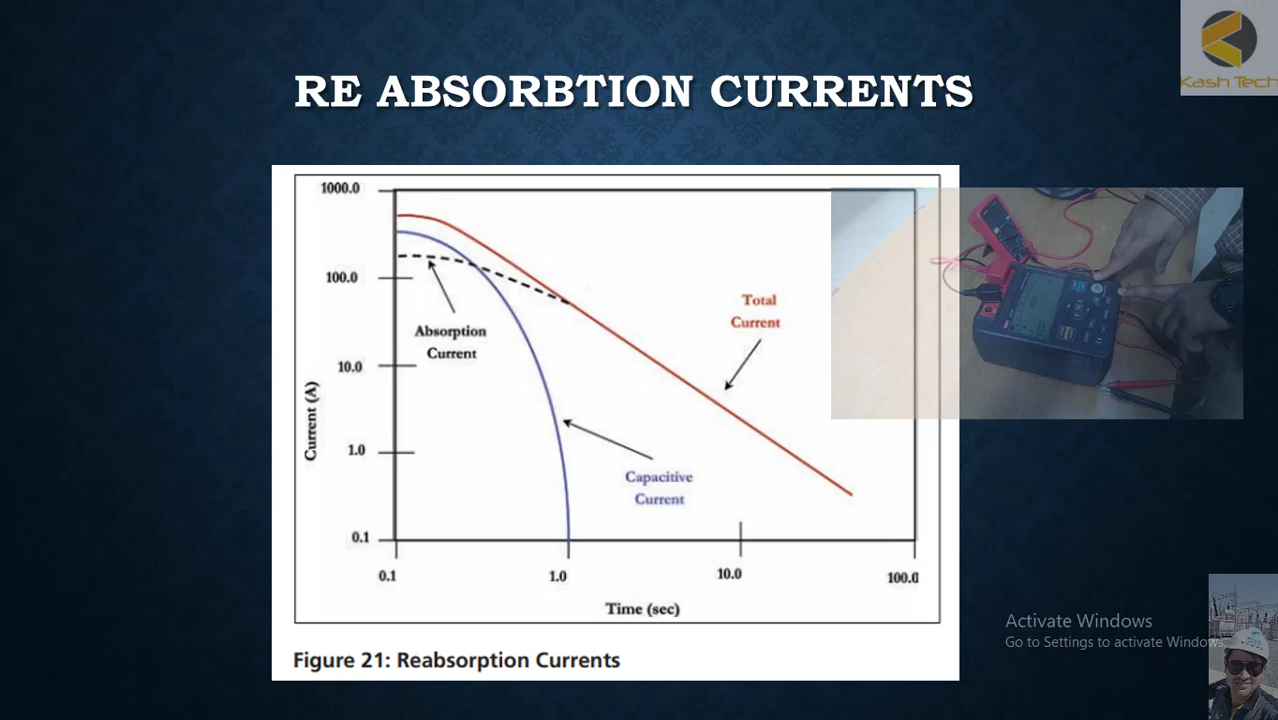 Kash Tech
RE ABSORBTION CURRENTS
1000.0
100.0
10.0
1.0
0.1
Current (A)
Absorption
Current
Total
Current
Capacitive
Current
0.1
1.0
10.0
100.0
Time (sec)
Figure 21: Reabsorption Currents
Activate Windows
Go to Settings to activate Windows.